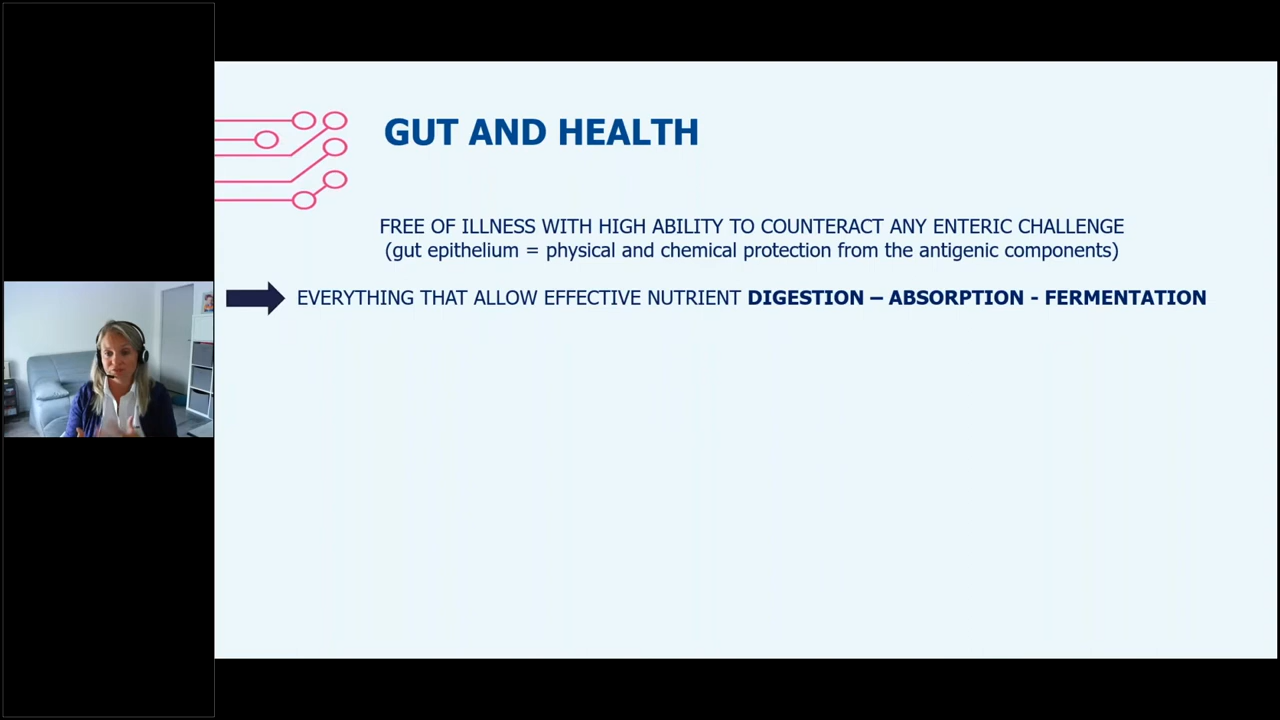 GUT AND HEALTH
FREE OF ILLNESS WITH HIGH ABILITY TO COUNTERACT ANY ENTERIC CHALLENGE
(gut epithelium = physical and chemical protection from the antigenic components)
EVERYTHING THAT ALLOW EFFECTIVE NUTRIENT DIGESTION – ABSORPTION - FERMENTATION